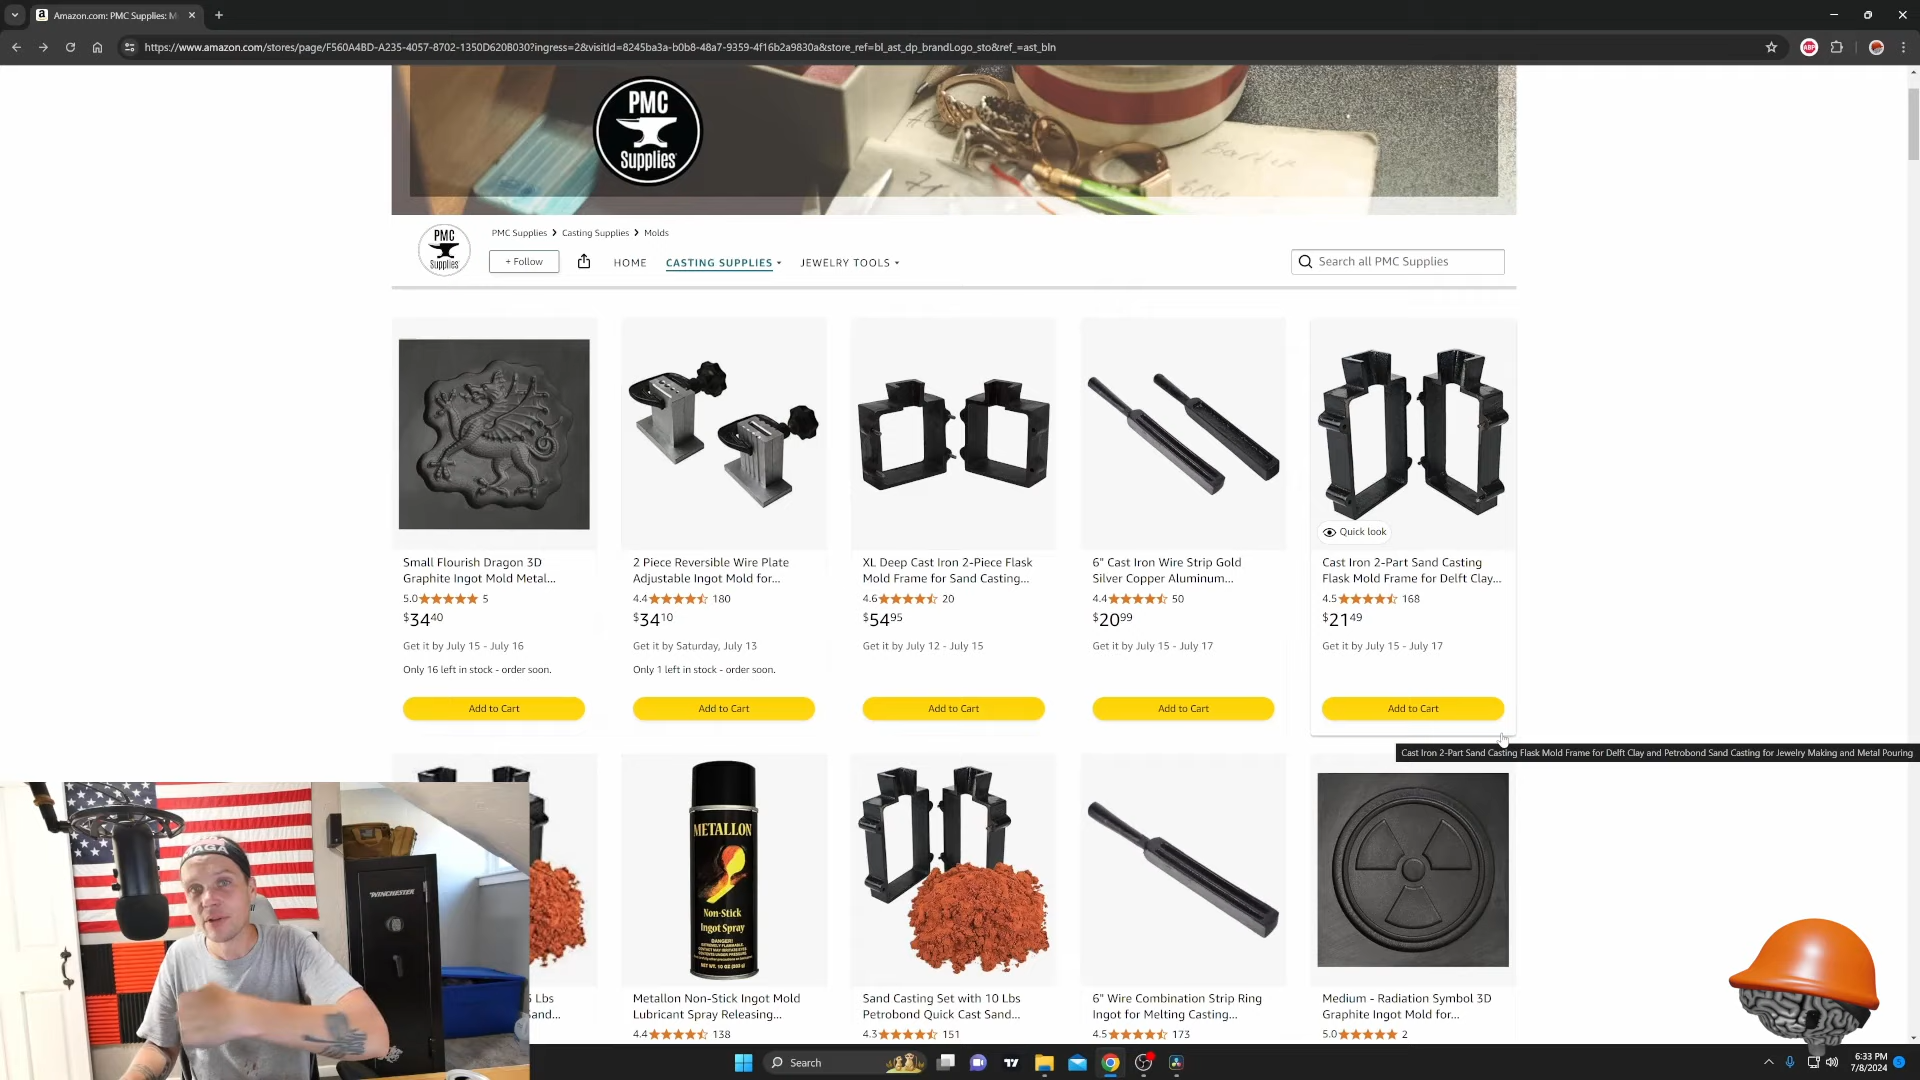 Amazon.com: PMC Supplies: M
https://www.amazon.com/stores/page/F560A4BD-A235-4057-8702-1350D620B030?ingress=2&visitId=8245ba3a-b0b8-48a7-9359-4f16b2a9830a&store_ref=bl_ast_dp_brandLogo_sto&ref_=ast_bln
ABP
PMC
Supplies
PMC
Supplies
PMC Supplies > Casting Supplies > Molds
+ Follow
HOME
CASTING SUPPLIES
JEWELRY TOOLS
Search all PMC Supplies
Quick look
Small Flourish Dragon 3D
Graphite Ingot Mold Metal...
5.0 5
$34 40
Get it by July 15 - July 16
Only 16 left in stock - order soon.
Add to Cart
2 Piece Reversible Wire Plate
Adjustable Ingot Mold for...
4.4 180
$34 10
Get it by Saturday, July 13
Only 1 left in stock - order soon.
Add to Cart
XL Deep Cast Iron 2-Piece Flask
Mold Frame for Sand Casting...
4.6 20
$54 95
Get it by July 12 - July 15
Add to Cart
6" Cast Iron Wire Strip Gold
Silver Copper Aluminum...
4.4 50
$20 99
Get it by July 15 - July 17
Add to Cart
Cast Iron 2-Part Sand Casting
Flask Mold Frame for Delft Clay...
4.5 168
$21 49
Get it by July 15 - July 17
Add to Cart
Cast Iron 2-Part Sand Casting Flask Mold Frame for Delft Clay and Petrobond Sand Casting for Jewelry Making and Metal Pouring
WINCHESTER
METALLON
Non-Stick
Ingot Spray
DANGER!
5 Lbs
Sand...
Metallon Non-Stick Ingot Mold
Lubricant Spray Releasing...
4.4 138
Sand Casting Set with 10 Lbs
Petrobond Quick Cast Sand...
4.3 151
6" Wire Combination Strip Ring
Ingot for Melting Casting...
4.5 173
Medium - Radiation Symbol 3D
Graphite Ingot Mold for...
5.0 2
Search
6:33 PM
7/8/2024